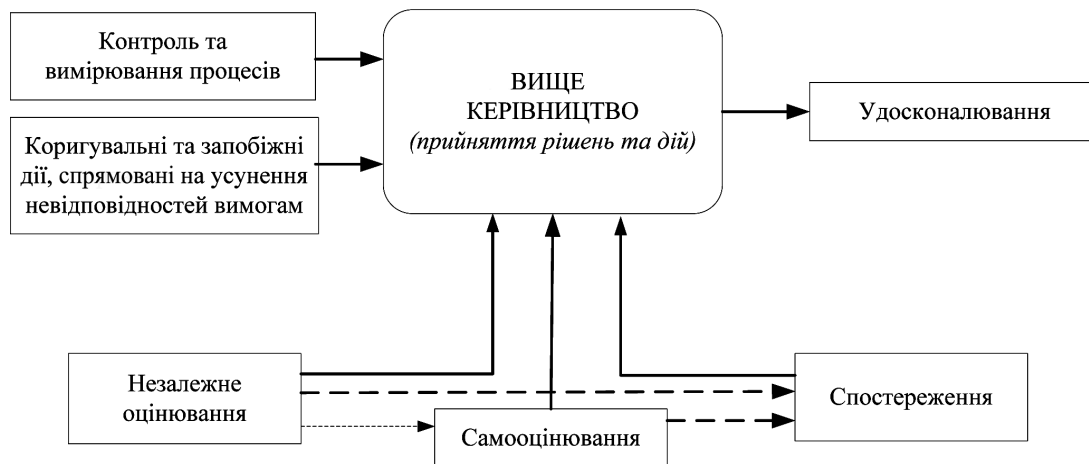 Контроль та
вимірювання процесів
Коригувальні та запобіжні
дії, спрямовані на усунення
невідповідностей вимогам
ВИЩЕ
КЕРІВНИЦТВО
(прийняття рішень та дій)
Удосконалювання
Незалежне
оцінювання
Самооцінювання
Спостереження